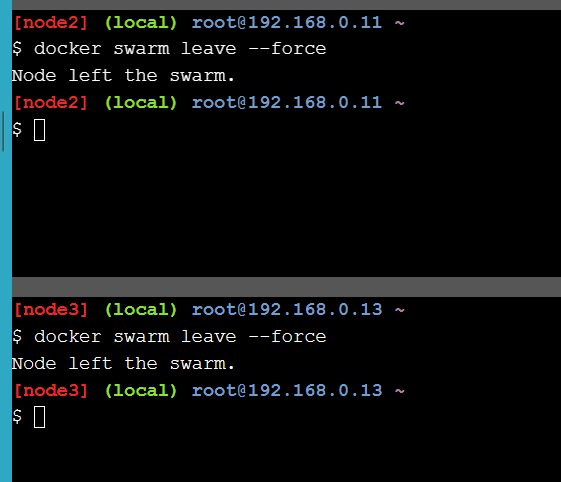 [node2] (local) root@192.168.0.11 ~
$ docker swarm leave --force
Node left the swarm.
[node2] (local) root@192.168.0.11 ~
$
[node3] (local) root@192.168.0.13 ~
$ docker swarm leave --force
Node left the swarm.
[node3] (local) root@192.168.0.13 ~
$